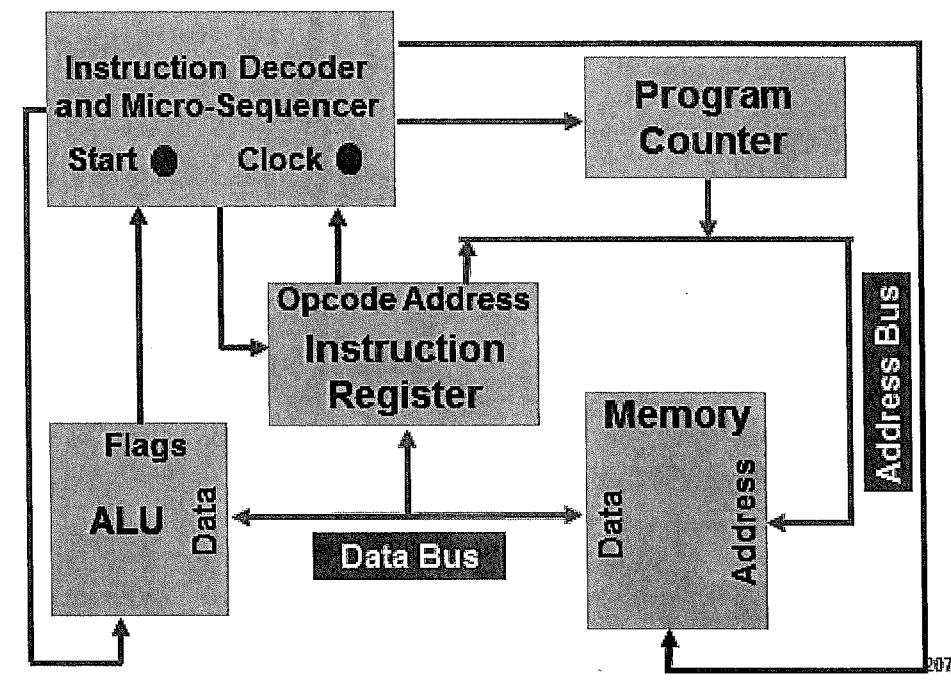 Instruction Decoder
and Micro-Sequencer
Start Clock
Program
Counter
Opcode Address
Instruction
Register
Address Bus
Memory
Data
Address
Flags
ALU
Data
Data Bus
207